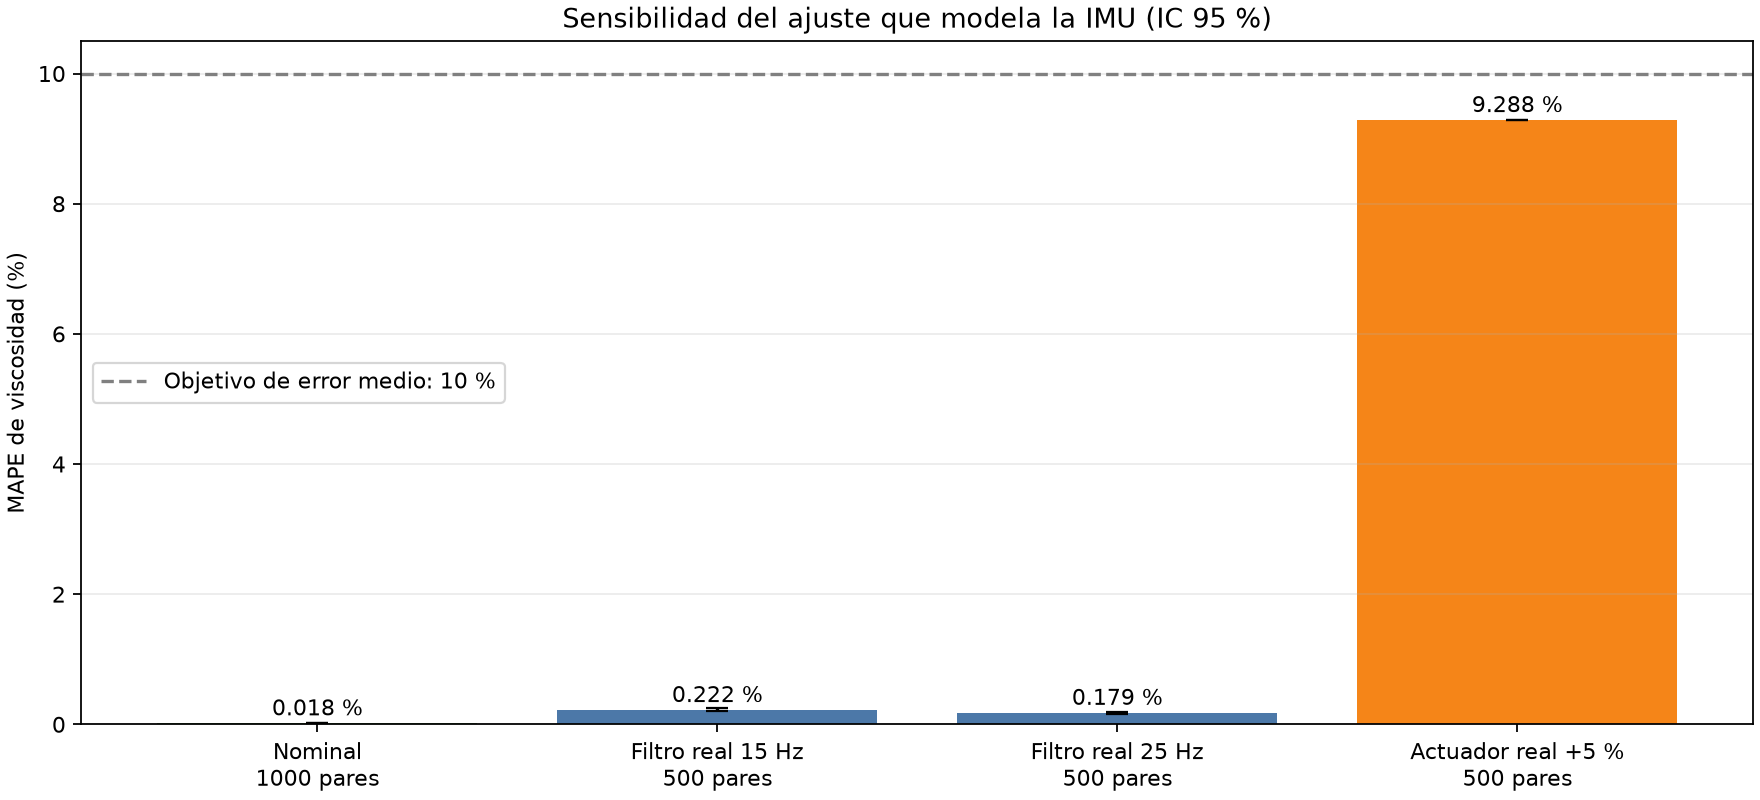 Sensibilidad del ajuste que modela la IMU (IC 95 %)
MAPE de viscosidad (%)
10
8
6
4
2
0
Objetivo de error medio: 10 %
0.018 %
0.222 %
0.179 %
9.288 %
Nominal
1000 pares
Filtro real 15 Hz
500 pares
Filtro real 25 Hz
500 pares
Actuador real +5 %
500 pares